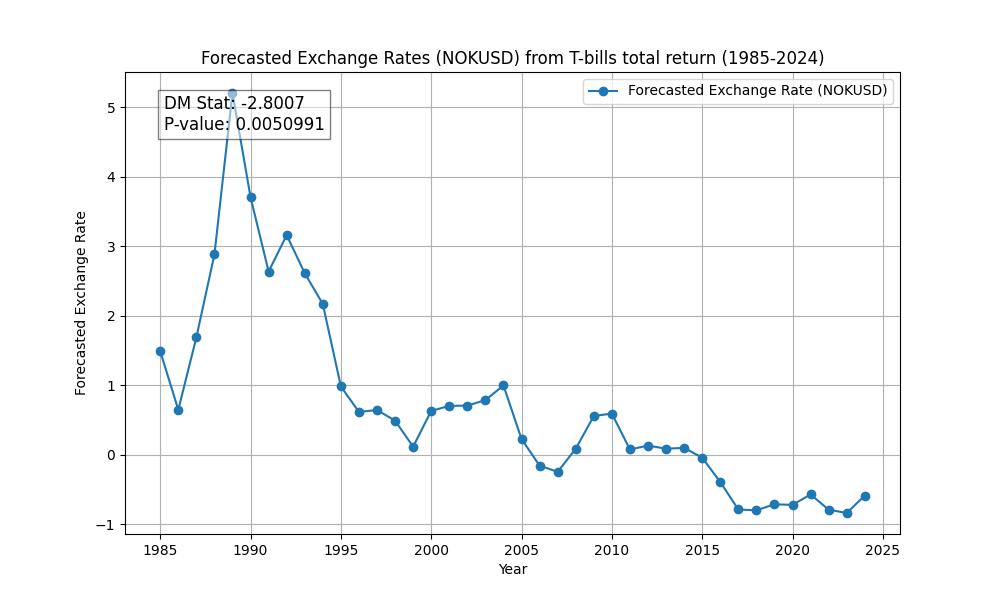 Forecasted Exchange Rates (NOKUSD) from T-bills total return (1985-2024)
DM Stat: -2.8007
P-value: 0.0050991
Forecasted Exchange Rate (NOKUSD)
Forecasted Exchange Rate
5
4
3
2
1
0
−1
1985 1990 1995 2000 2005 2010 2015 2020 2025
Year